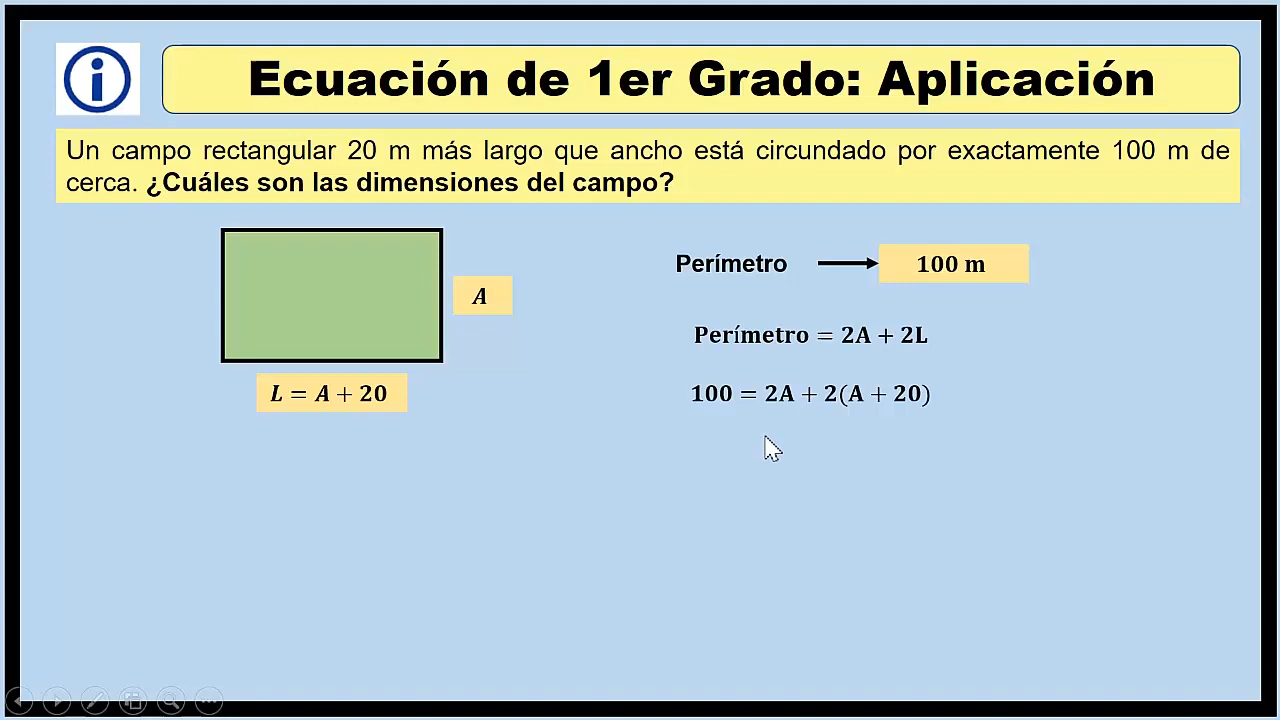 Ecuación de 1er Grado: Aplicación
Un campo rectangular 20 m más largo que ancho está circundado por exactamente 100 m de
cerca. ¿Cuáles son las dimensiones del campo?
Perímetro
100 m
A
Perímetro = 2A + 2L
L = A + 20
100 = 2A + 2(A + 20)